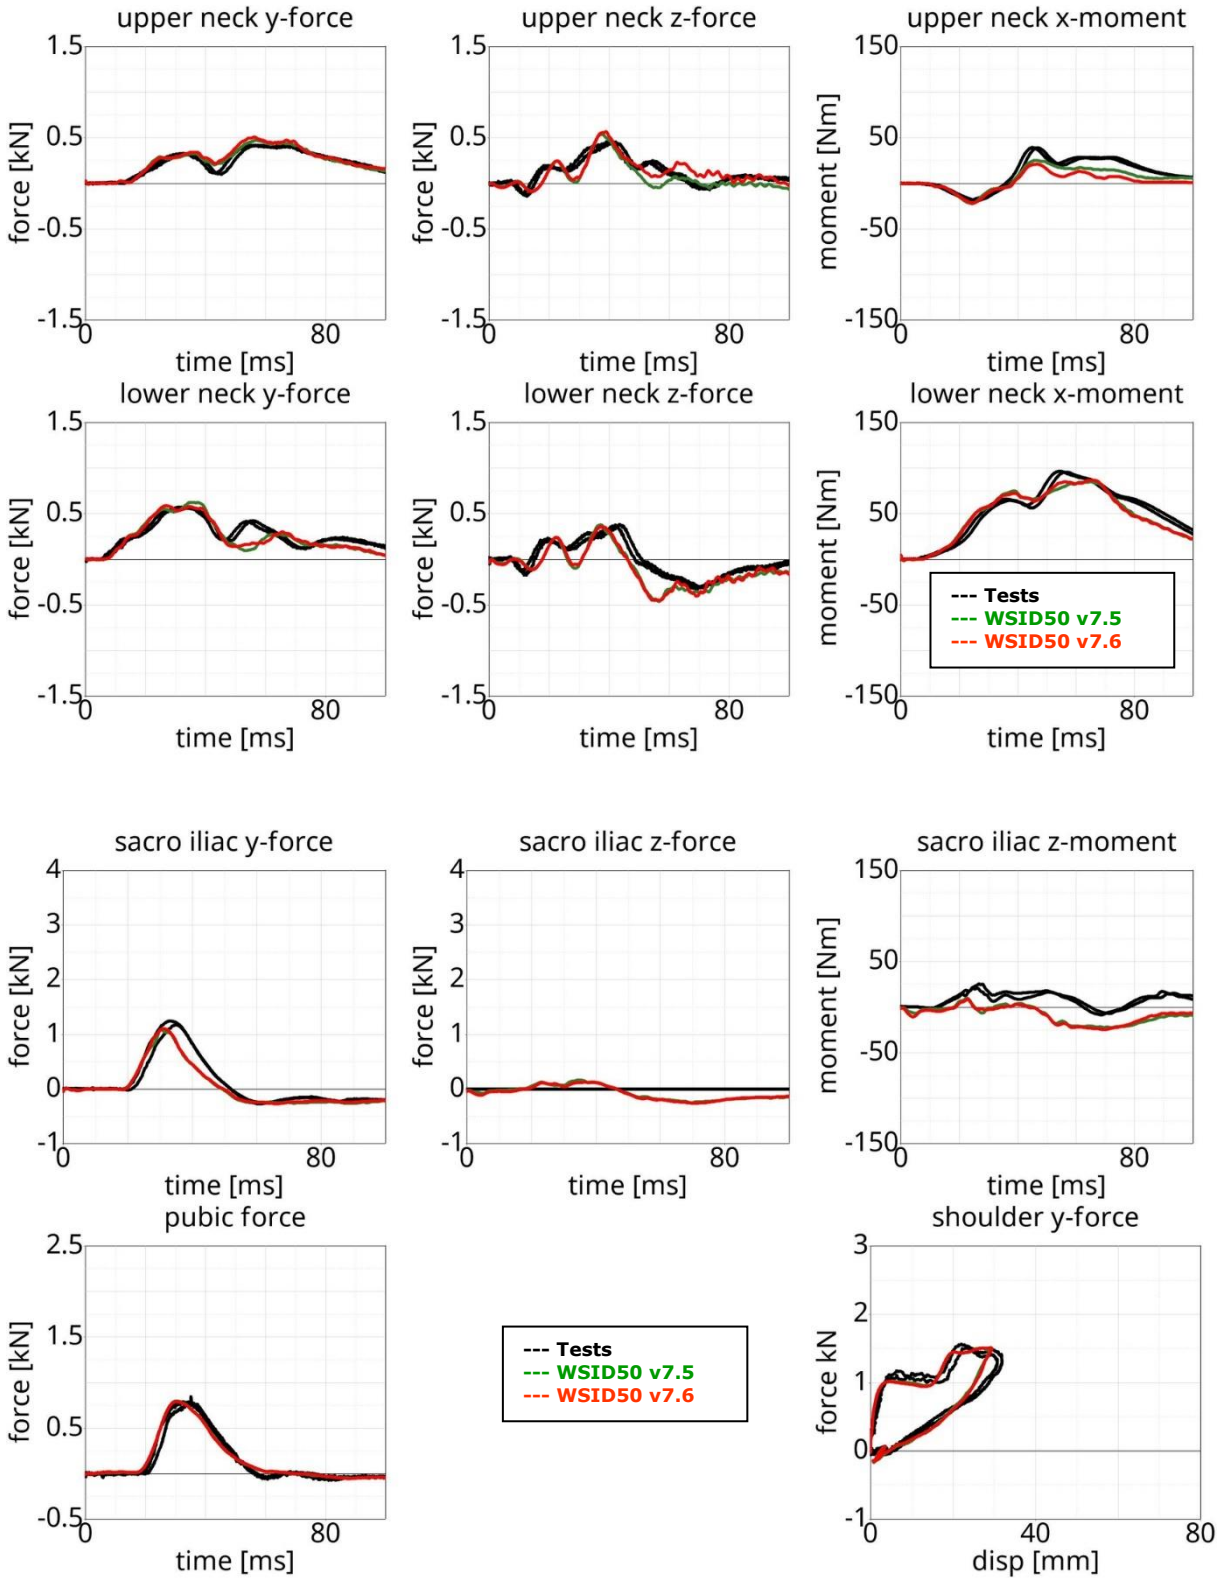 upper neck y-force
1.5
0.5
-0.5
-1.5
0
80
force [kN]
time [ms]
upper neck z-force
1.5
0.5
-0.5
-1.5
0
80
force [kN]
time [ms]
upper neck x-moment
150
50
-50
-150
0
80
moment [Nm]
time [ms]
lower neck y-force
1.5
0.5
-0.5
-1.5
0
80
force [kN]
time [ms]
lower neck z-force
1.5
0.5
-0.5
-1.5
0
80
force [kN]
time [ms]
lower neck x-moment
150
50
-50
-150
0
80
moment [Nm]
time [ms]
--- Tests
--- WSID50 v7.5
--- WSID50 v7.6
sacro iliac y-force
4
3
2
1
0
-1
0
80
force [kN]
time [ms]
sacro iliac z-force
4
3
2
1
0
-1
0
80
force [kN]
time [ms]
sacro iliac z-moment
150
50
-50
-150
0
80
moment [Nm]
time [ms]
pubic force
2.5
1.5
0.5
-0.5
0
80
force [kN]
time [ms]
--- Tests
--- WSID50 v7.5
--- WSID50 v7.6
shoulder y-force
3
2
1
0
-1
0
40
80
force kN
disp [mm]